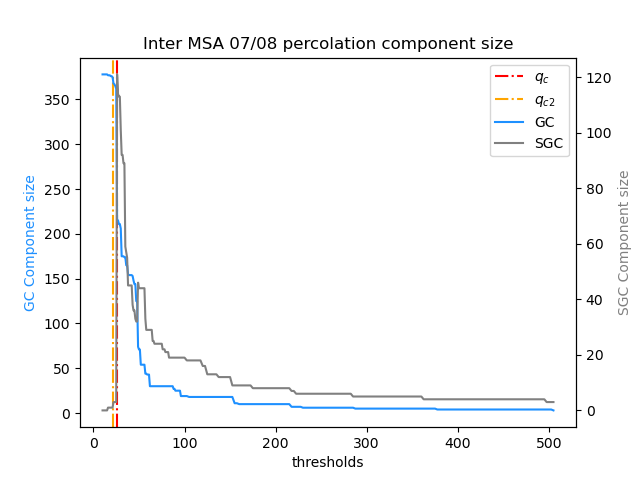 Inter MSA 07/08 percolation component size
GC Component size
350
300
250
200
150
100
50
0
120
100
80
60
40
20
0
SGC Component size
q_c
q_c2
GC
SGC
0 100 200 300 400 500
thresholds